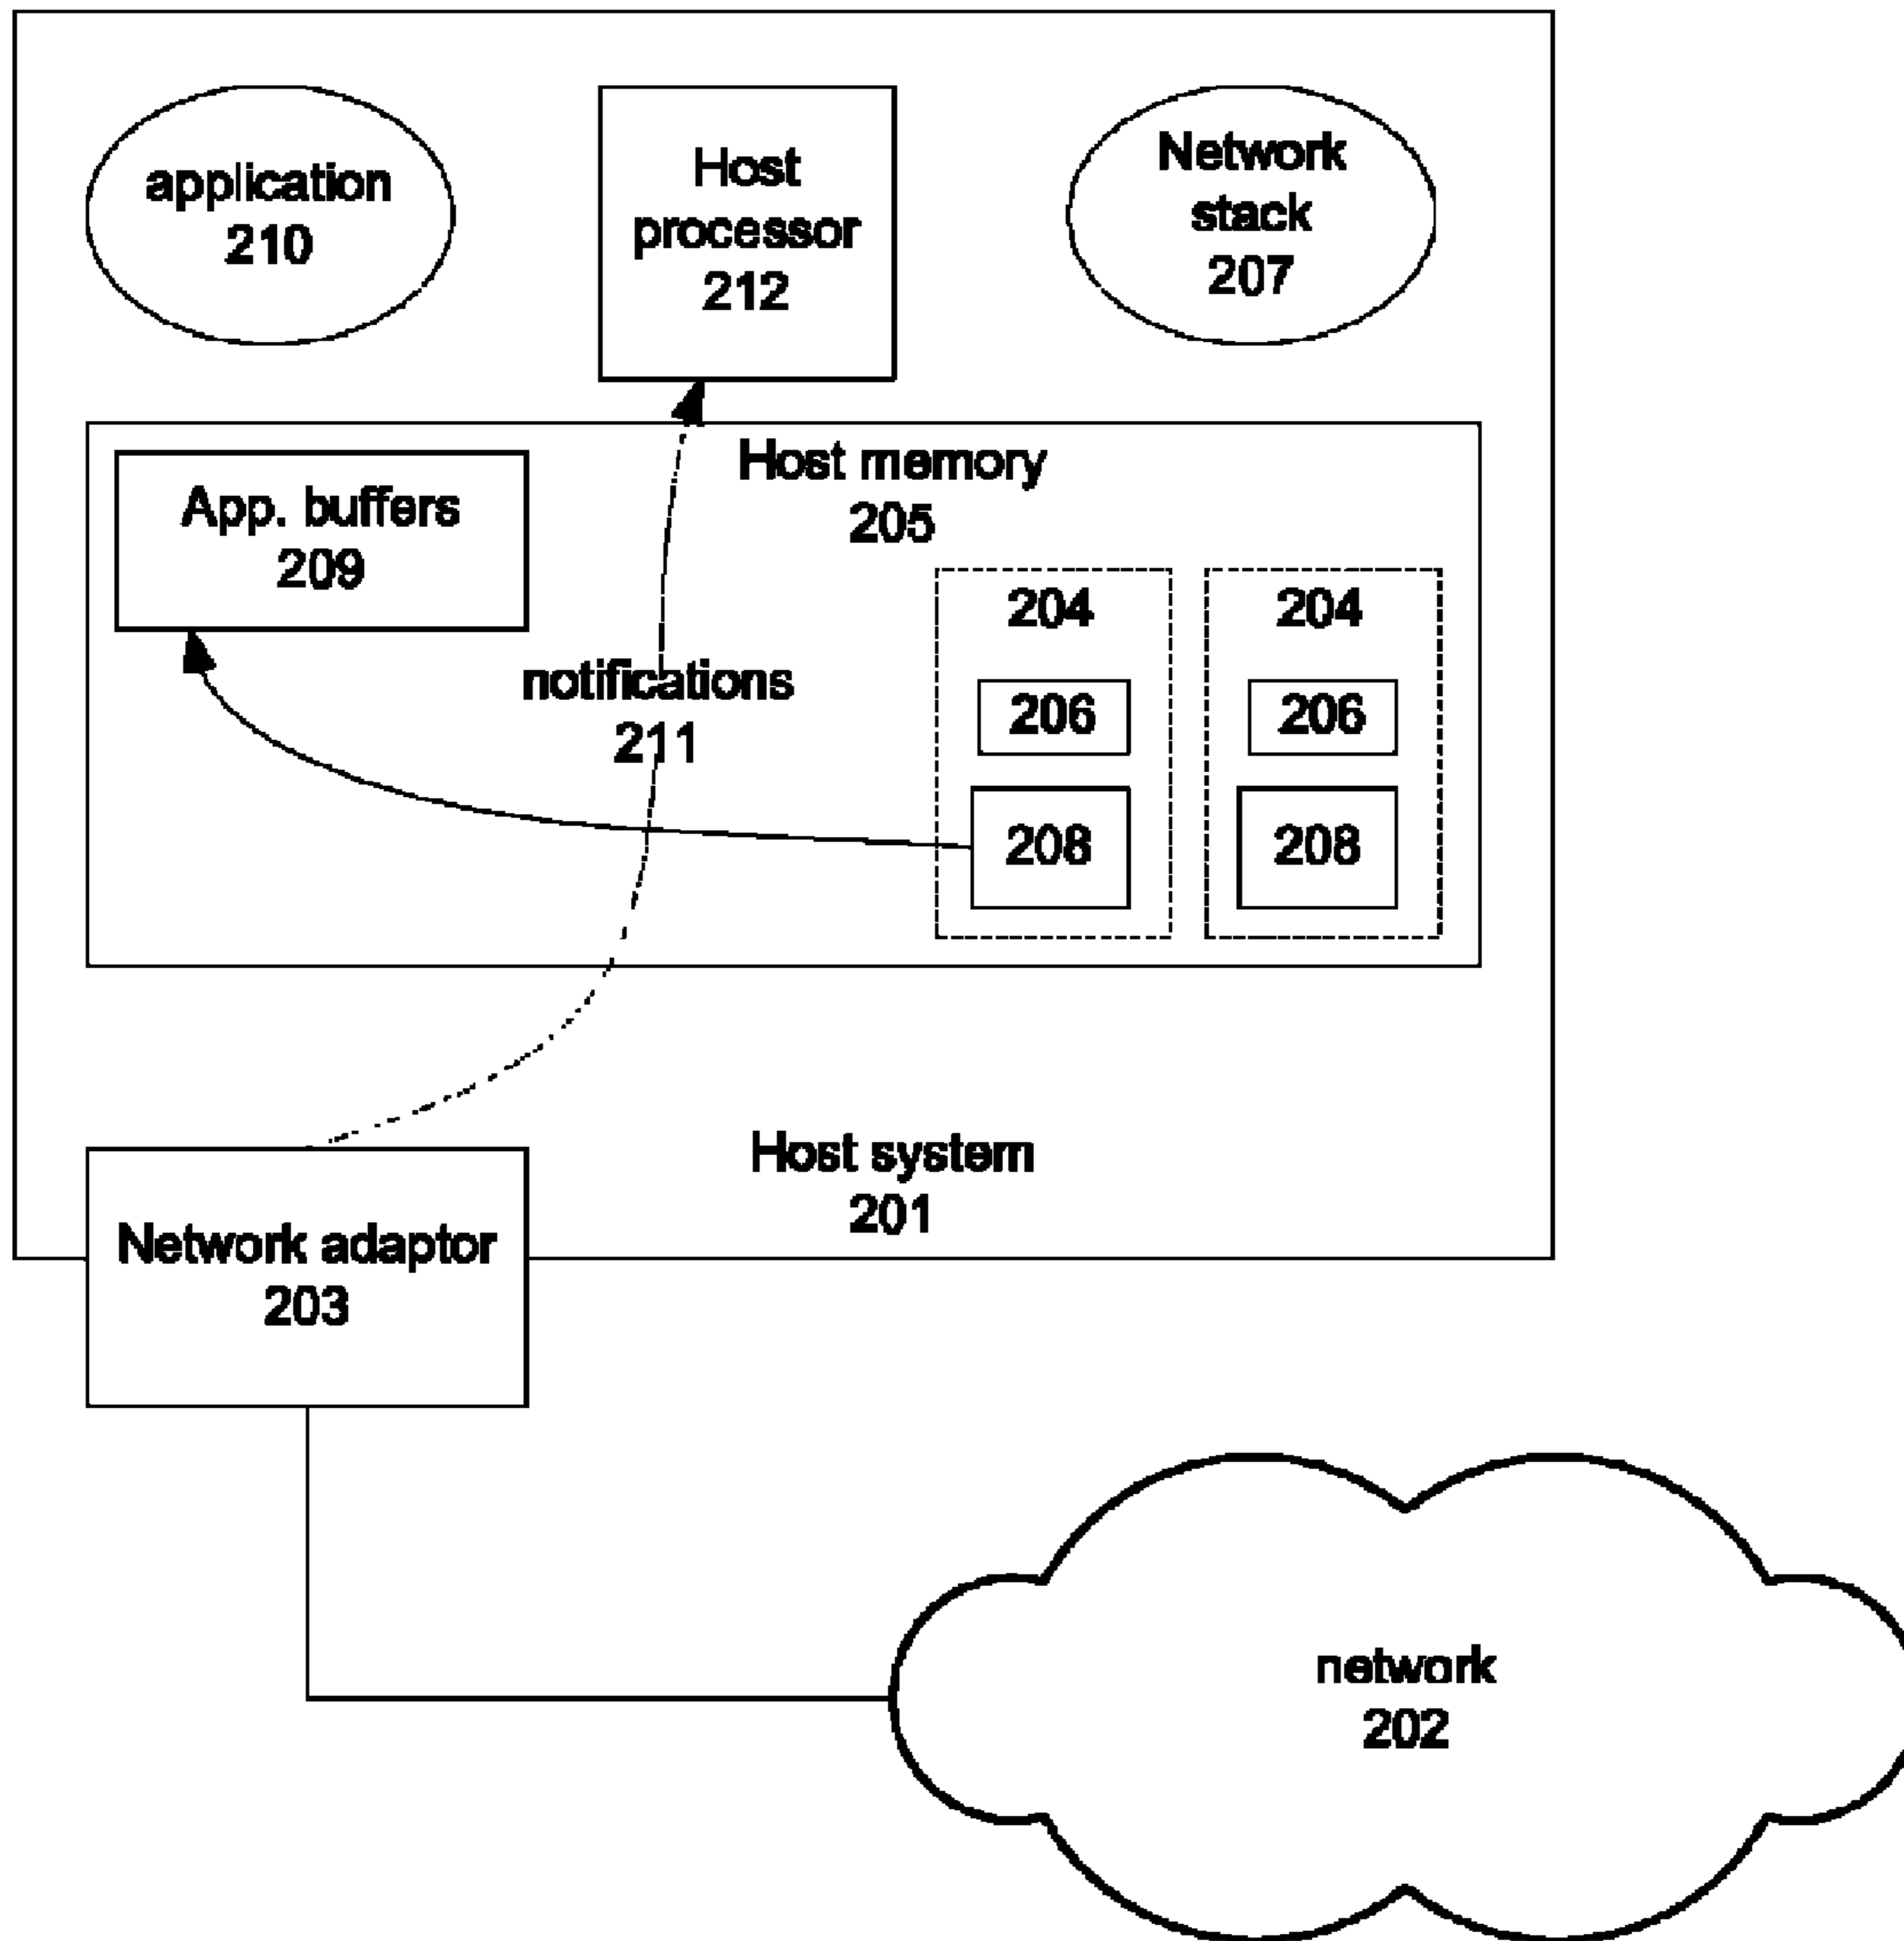 application
210
Host
processor
212
Network
stack
207
Host memory
205
App. buffers
209
204
204
notifications
211
206
206
208
208
Host system
201
Network adaptor
203
network
202